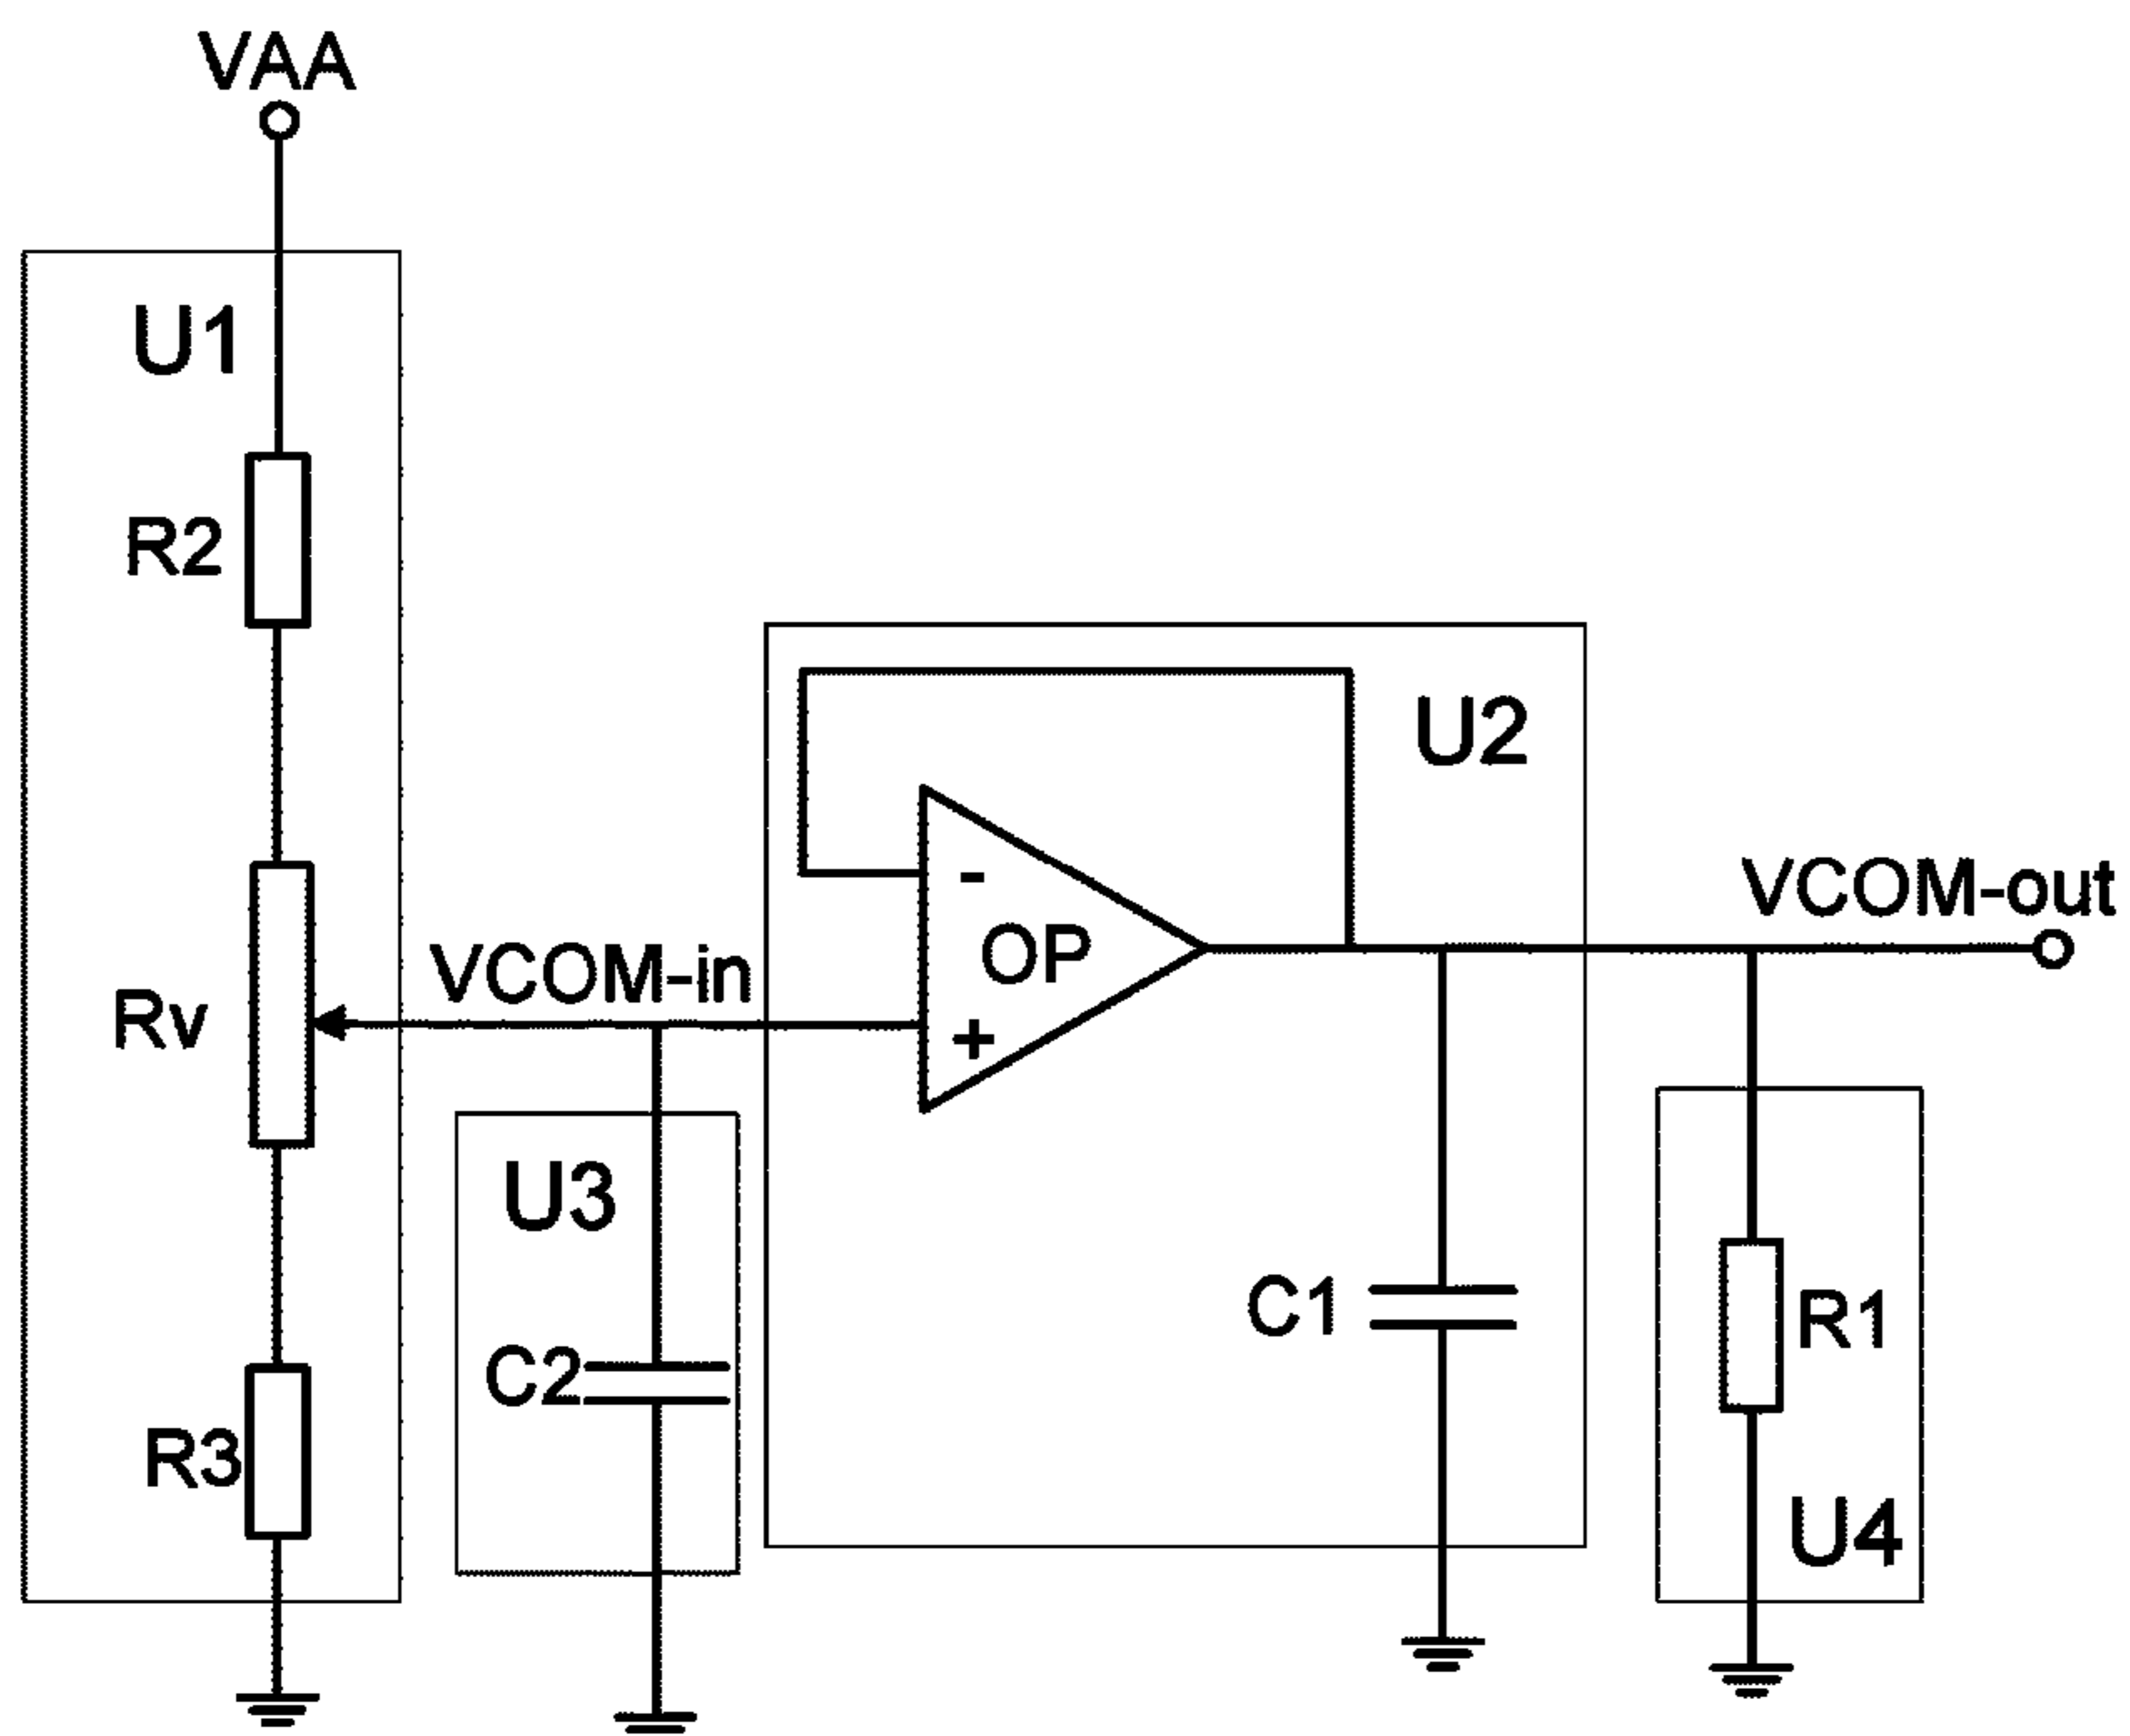 VAA
U1
R2
Rv
R3
VCOM-in
U3
C2
U2
-
OP
+
C1
VCOM-out
R1
U4